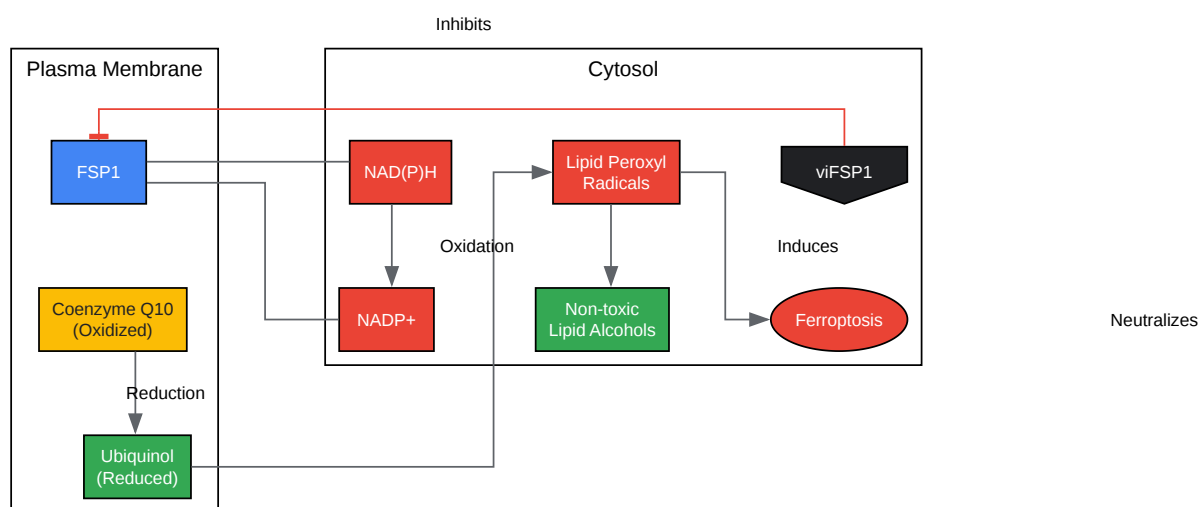 Inhibits
Plasma Membrane
Cytosol
FSP1
NAD(P)H
Lipid Peroxyl
Radicals
viFSP1
Oxidation
Induces
Coenzyme Q10
(Oxidized)
NADP+
Non-toxic
Lipid Alcohols
Ferroptosis
Neutralizes
Reduction
Ubiquinol
(Reduced)